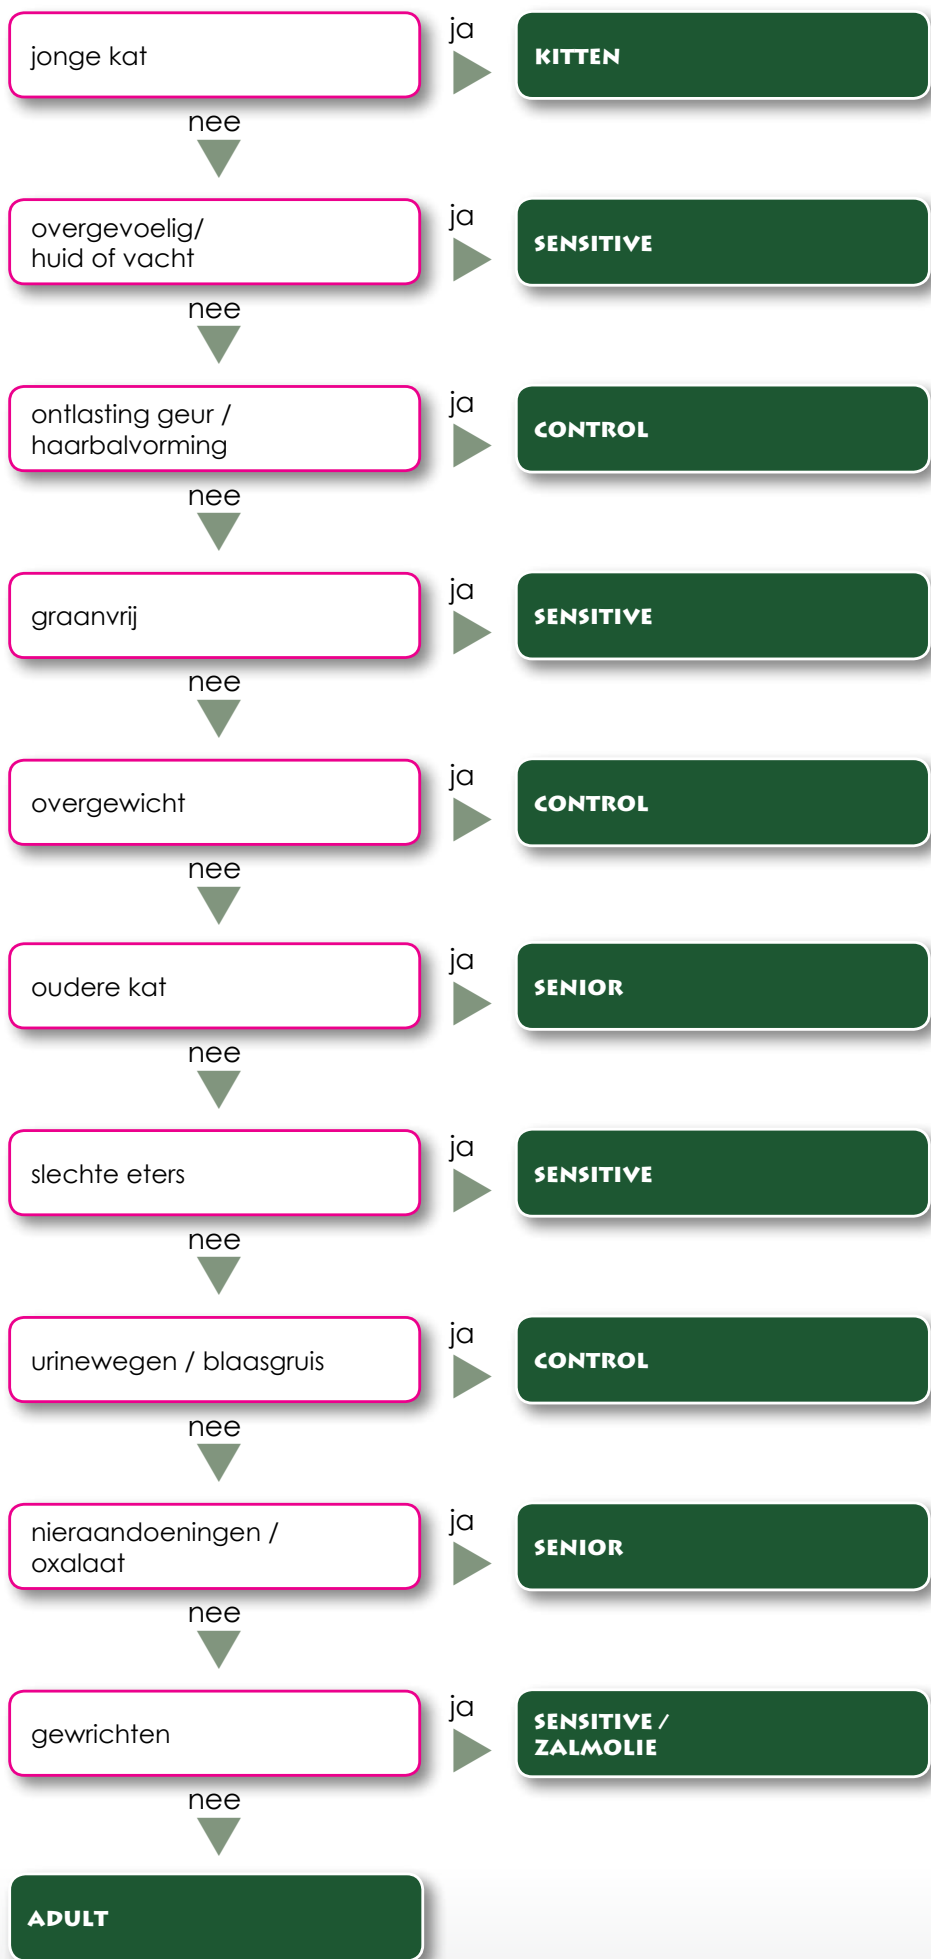 jonge kat
ja
KITTEN
nee
overgevoelig/
huid of vacht
ja
SENSITIVE
nee
ontlasting geur /
haarbalvorming
ja
CONTROL
nee
graanvrij
ja
SENSITIVE
nee
overgewicht
ja
CONTROL
nee
oudere kat
ja
SENIOR
nee
slechte eters
ja
SENSITIVE
nee
urinewegen / blaasgruis
ja
CONTROL
nee
nieraandoeningen /
oxalaat
ja
SENIOR
nee
gewrichten
ja
SENSITIVE /
ZALMOLIE
nee
ADULT